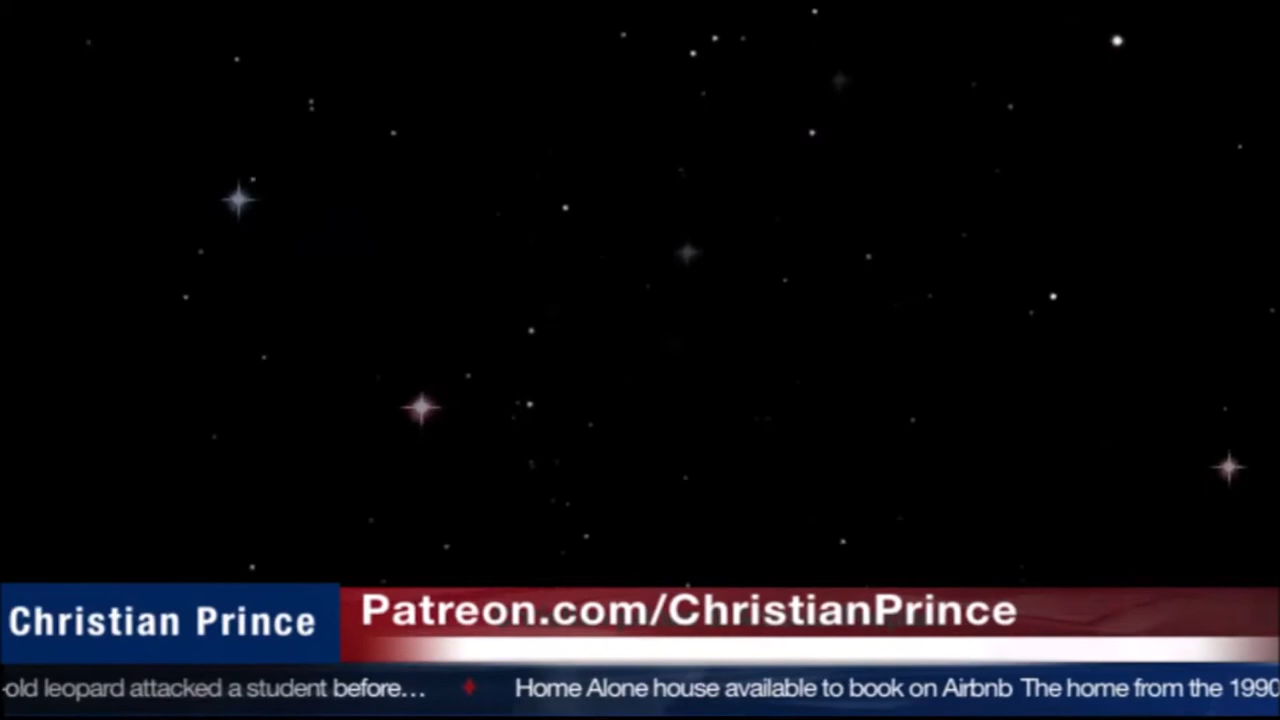 Christian Prince
Patreon.com/ChristianPrince
-old leopard attacked a student before... ♦ Home Alone house available to book on Airbnb The home from the 1990